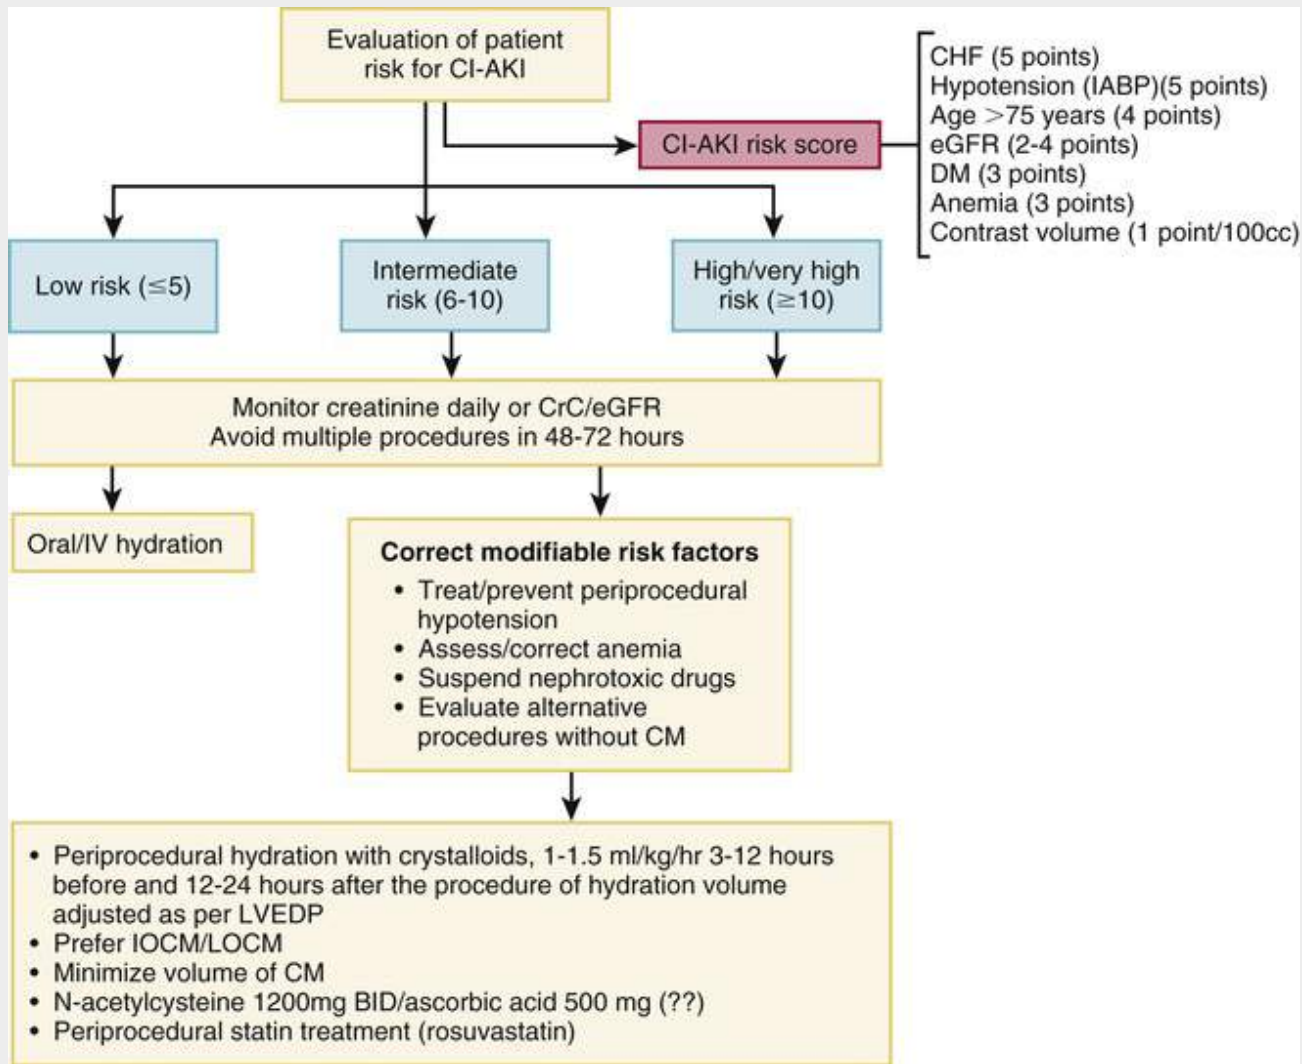 Evaluation of patient
risk for CI-AKI
CI-AKI risk score
CHF (5 points)
Hypotension (IABP)(5 points)
Age >75 years (4 points)
eGFR (2-4 points)
DM (3 points)
Anemia (3 points)
Contrast volume (1 point/100cc)
Low risk (≤5)
Intermediate
risk (6-10)
High/very high
risk (≥10)
Monitor creatinine daily or CrC/eGFR
Avoid multiple procedures in 48-72 hours
Oral/IV hydration
Correct modifiable risk factors
• Treat/prevent periprocedural
hypotension
• Assess/correct anemia
• Suspend nephrotoxic drugs
• Evaluate alternative
procedures without CM
• Periprocedural hydration with crystalloids, 1-1.5 ml/kg/hr 3-12 hours
before and 12-24 hours after the procedure of hydration volume
adjusted as per LVEDP
• Prefer IOCM/LOCM
• Minimize volume of CM
• N-acetylcysteine 1200mg BID/ascorbic acid 500 mg (??)
• Periprocedural statin treatment (rosuvastatin)